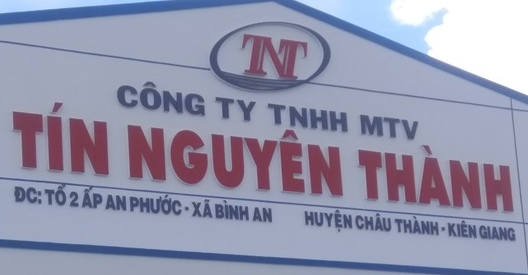 TNT
CÔNG TY TNHH MTV
TÍN NGUYÊN THÀNH
ĐC: TỔ 2 ẤP AN PHƯỚC - XÃ BÌNH AN HUYỆN CHÂU THÀNH - KIÊN GIANG